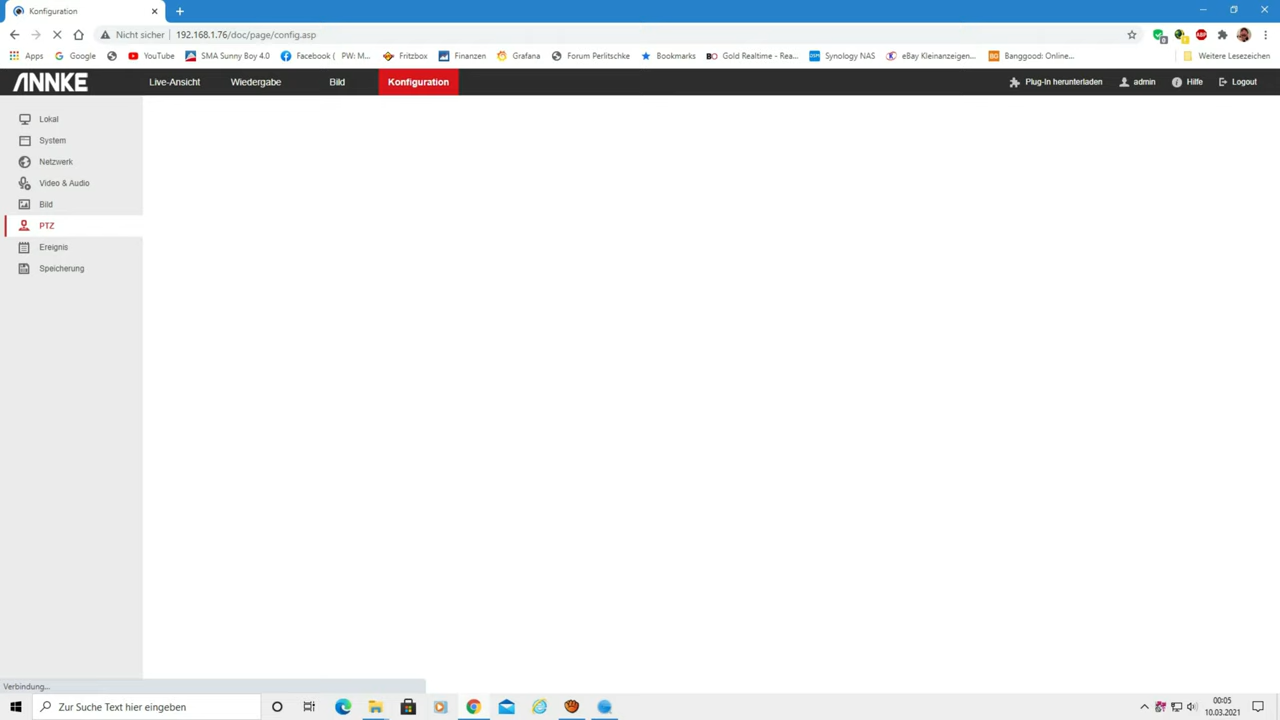 Konfiguration
Nicht sicher 192.168.1.76/doc/page/config.asp
Apps Google YouTube SMA Sunny Boy 4.0 Facebook ( PW: M... Fritzbox Finanzen Grafana Forum Perlitschke Bookmarks Gold Realtime - Rea... Synology NAS eBay Kleinanzeigen... Banggood: Online... Weitere Lesezeichen
ANNKE Live-Ansicht Wiedergabe Bild Konfiguration Plug-In herunterladen admin Hilfe Logout
Lokal
System
Netzwerk
Video & Audio
Bild
PTZ
Ereignis
Speicherung
Verbindung...
Zur Suche Text hier eingeben
00:05
10.03.2021